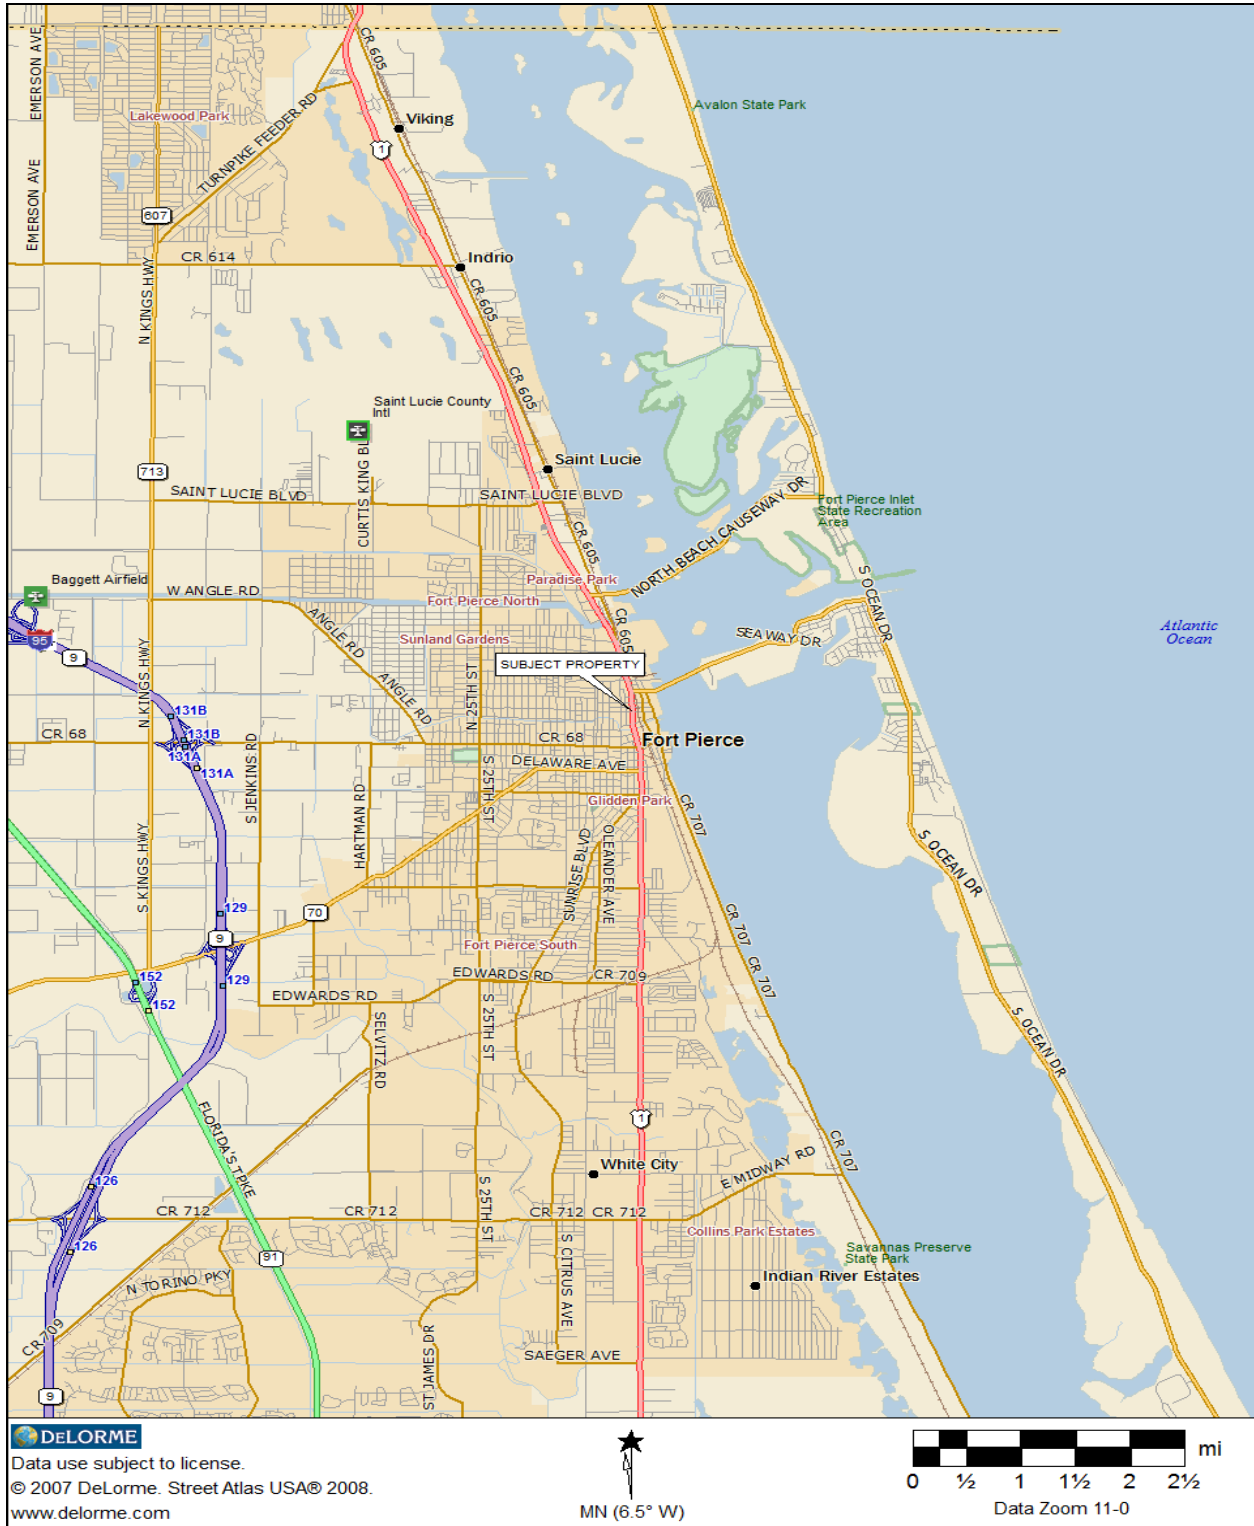 EMERSON AVE
CR 605
Lakewood Park
Viking
Avalon State Park
TURNPIKE FEEDER RD
1
EMERSON AVE
607
CR 614
Indrio
CR 605
N KINGS HWY
CR 605
Saint Lucie County
Intl
CURTIS KING BL
Saint Lucie
713
SAINT LUCIE BLVD
SAINT LUCIE BLVD
NORTH BEACH CAUSEWAY DR
Fort Pierce Inlet
State Recreation
Area
CR 605
Baggett Airfield
W ANGLE RD
Paradise Park
Fort Pierce North
S OCEAN DR
ANGLE RD
Sunland Gardens
CR 605
SEAWAY DR
Atlantic
Ocean
95
9
N KINGS HWY
SUBJECT PROPERTY
N 25TH ST
ANGLE RD
131B
131B
CR 68
CR 68
Fort Pierce
131A
131A
S JENKINS RD
DELAWARE AVE
S 25TH ST
HARTMAN RD
Glidden Park
CR 707
S KINGS HWY
SUNRISE BLVD
OLEANDER AVE
S OCEAN DR
129
70
9
Fort Pierce South
CR 707
CR 707
152
129
EDWARDS RD
CR 709
EDWARDS RD
152
SELVITZ RD
S 25TH ST
S OCEAN DR
FLORIDA'S TPKE
1
CR 707
White City
E MIDWAY RD
126
S 25TH ST
CR 712
CR 712
CR 712
CR 712
Collins Park Estates
126
91
S CITRUS AVE
Savannas Preserve
State Park
N TORINO PKY
Indian River Estates
CR 709
ST JAMES DR
SAEGER AVE
9
DELORME
Data use subject to license.
© 2007 DeLorme. Street Atlas USA® 2008.
www.delorme.com
MN (6.5° W)
mi
0 ½ 1 1½ 2 2½
Data Zoom 11-0